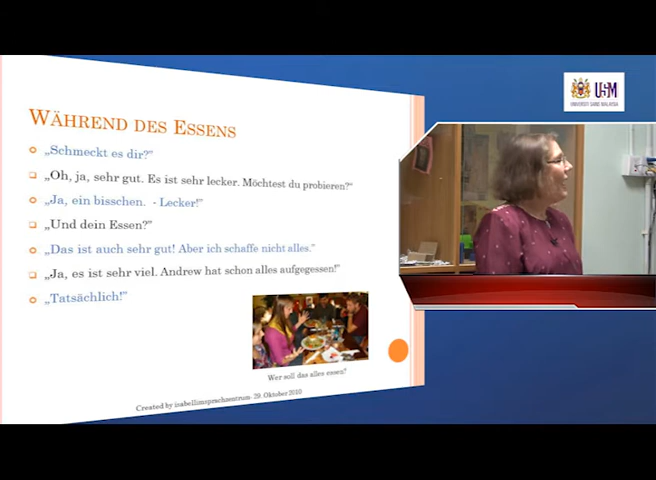 USM
UNIVERSITI SAINS MALAYSIA
WÄHREND DES ESSENS
„Schmeckt es dir?"
„Oh, ja, sehr gut. Es ist sehr lecker. Möchtest du probieren?"
„Ja, ein bisschen. - Lecker!"
„Und dein Essen?"
„Das ist auch sehr gut! Aber ich schaffe nicht alles."
„Ja, es ist sehr viel. Andrew hat schon alles aufgegessen!"
„Tatsächlich!"
Wer soll das alles essen?
Created by isabellimsprachzentrum- 29. Oktober 2010